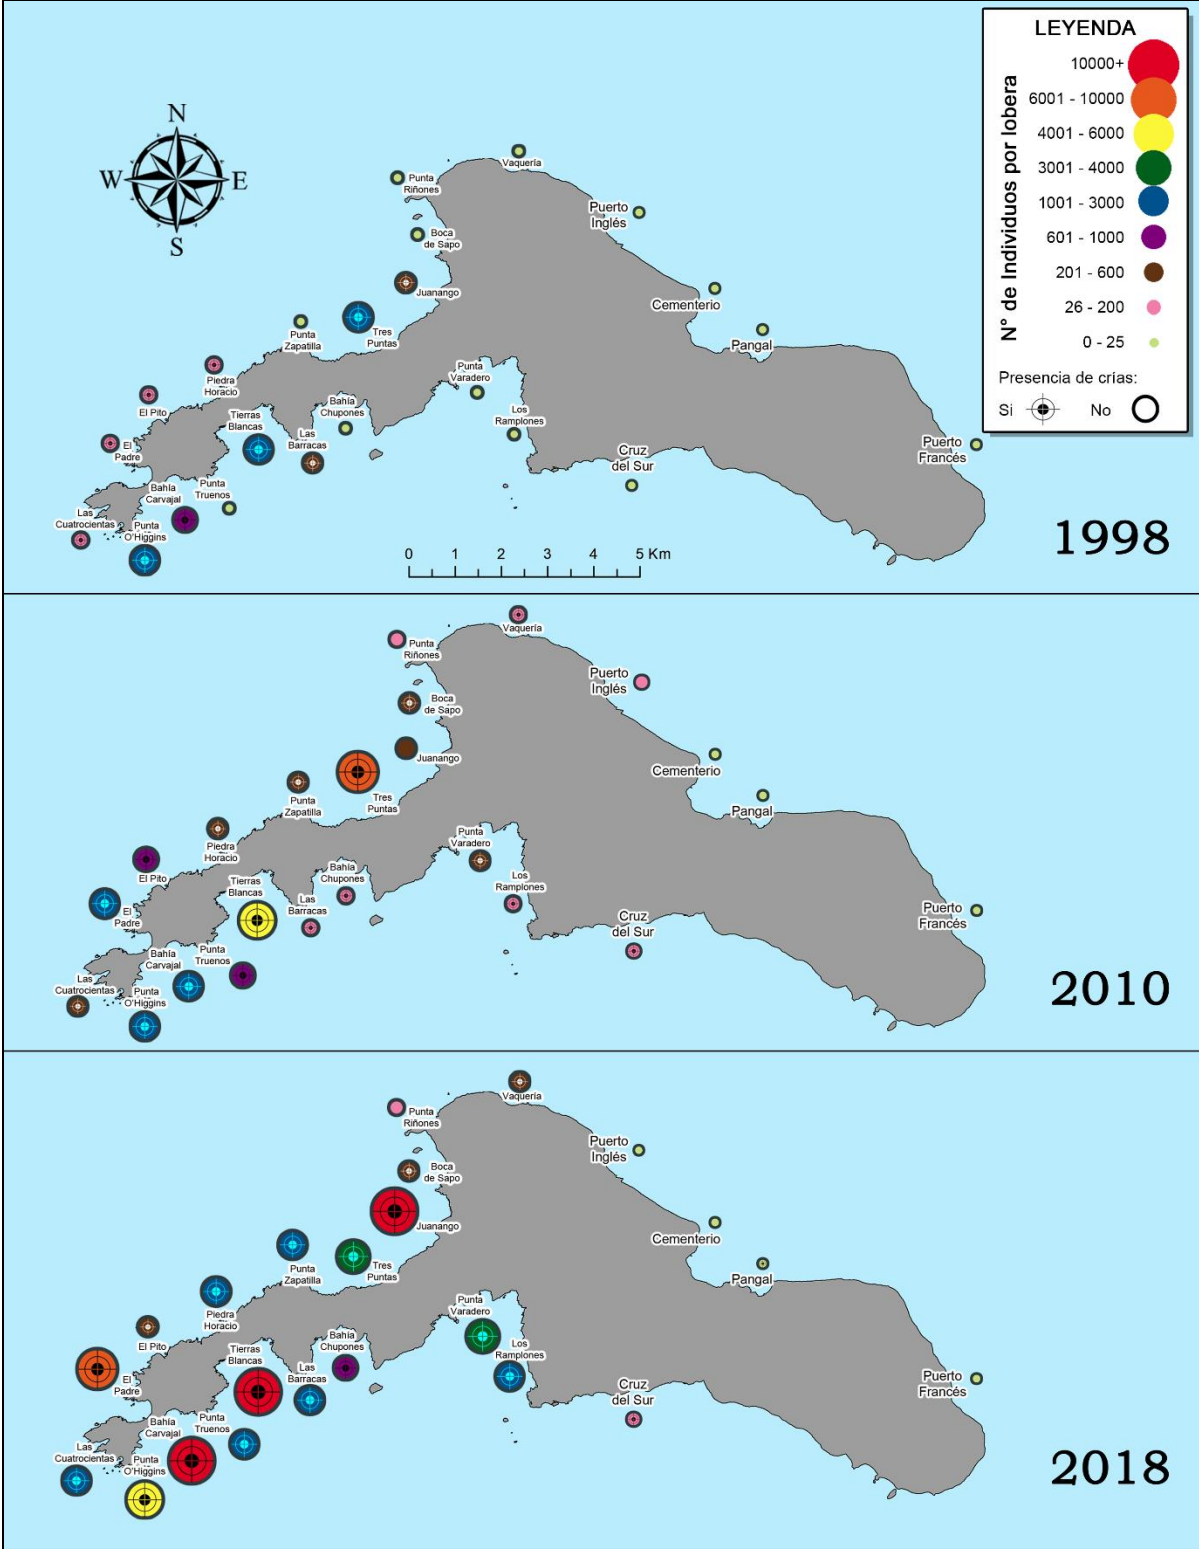 LEYENDA
N° de Individuos por lobera
10000+
6001 - 10000
4001 - 6000
3001 - 4000
1001 - 3000
601 - 1000
201 - 600
26 - 200
0 - 25
Presencia de crías:
Si
No
N
W
E
S
Vaquería
Punta
Riñones
Puerto
Inglés
Boca
de Sapo
Juanango
Cementerio
Punta
Zapatilla
Tres
Puntas
Pangal
Piedra
Horacio
Punta
Varadero
El Pito
Tierras
Blancas
Bahía
Chupones
Los
Ramplones
Las
Barracas
El
Padre
Cruz
del Sur
Puerto
Francés
Bahía
Carvajal
Punta
Truenos
Las
Cuatrocientas
Punta
O'Higgins
0 1 2 3 4 5 Km
1998
Vaquería
Punta
Riñones
Puerto
Inglés
Boca
de Sapo
Juanango
Cementerio
Punta
Zapatilla
Tres
Puntas
Pangal
Piedra
Horacio
Punta
Varadero
El Pito
Tierras
Blancas
Bahía
Chupones
Los
Ramplones
Las
Barracas
El
Padre
Cruz
del Sur
Puerto
Francés
Bahía
Carvajal
Punta
Truenos
Las
Cuatrocientas
Punta
O'Higgins
2010
Vaquería
Punta
Riñones
Puerto
Inglés
Boca
de Sapo
Juanango
Cementerio
Punta
Zapatilla
Tres
Puntas
Pangal
Piedra
Horacio
Punta
Varadero
El Pito
Tierras
Blancas
Bahía
Chupones
Los
Ramplones
Las
Barracas
El
Padre
Cruz
del Sur
Puerto
Francés
Bahía
Carvajal
Punta
Truenos
Las
Cuatrocientas
Punta
O'Higgins
2018